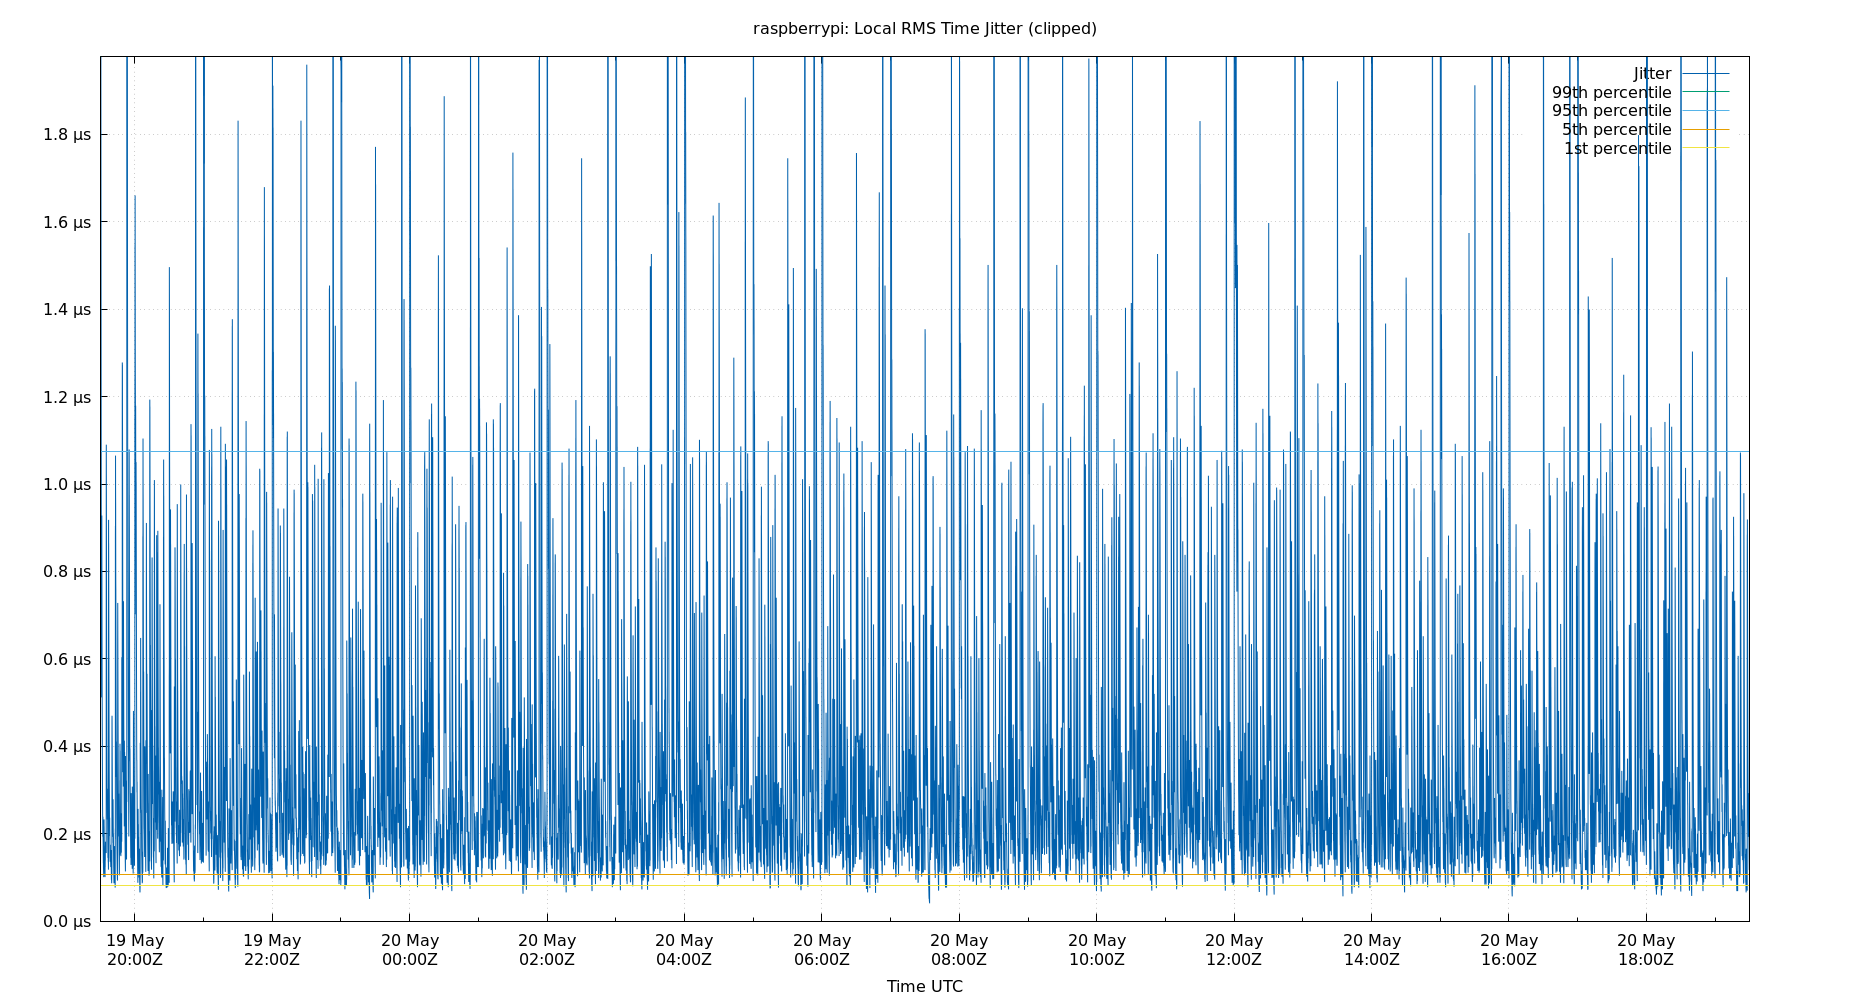 raspberrypi: Local RMS Time Jitter (clipped)
Jitter
99th percentile
95th percentile
5th percentile
1st percentile
1.8 µs
1.6 µs
1.4 µs
1.2 µs
1.0 µs
0.8 µs
0.6 µs
0.4 µs
0.2 µs
0.0 µs
19 May 19 May 20 May 20 May 20 May 20 May 20 May 20 May 20 May 20 May 20 May 20 May
20:00Z 22:00Z 00:00Z 02:00Z 04:00Z 06:00Z 08:00Z 10:00Z 12:00Z 14:00Z 16:00Z 18:00Z
Time UTC